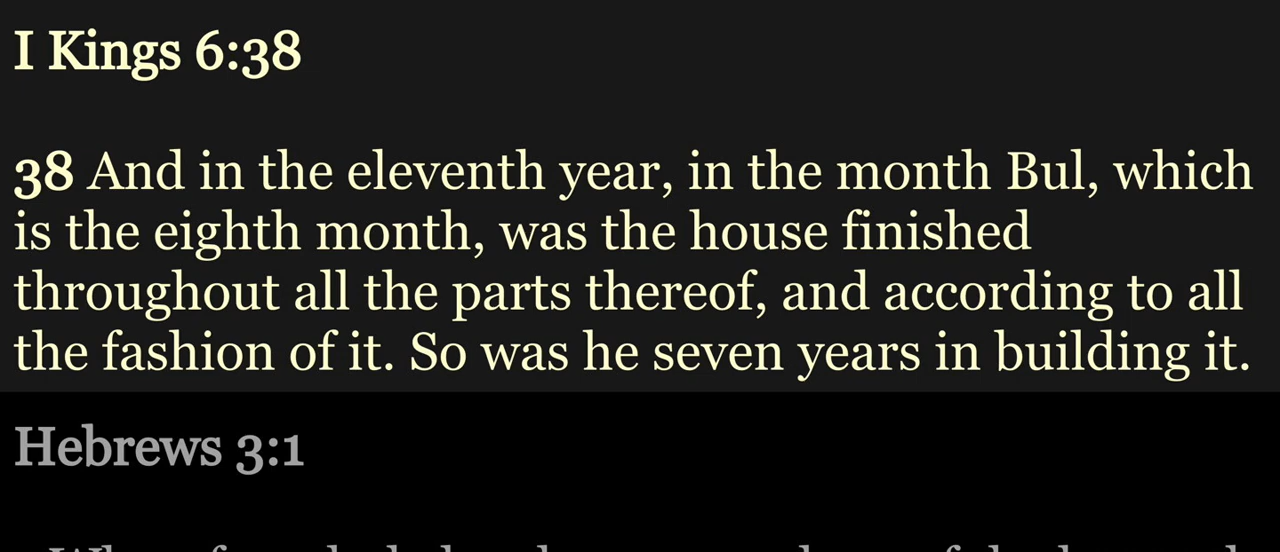 I Kings 6:38
38 And in the eleventh year, in the month Bul, which
is the eighth month, was the house finished
throughout all the parts thereof, and according to all
the fashion of it. So was he seven years in building it.
Hebrews 3:1